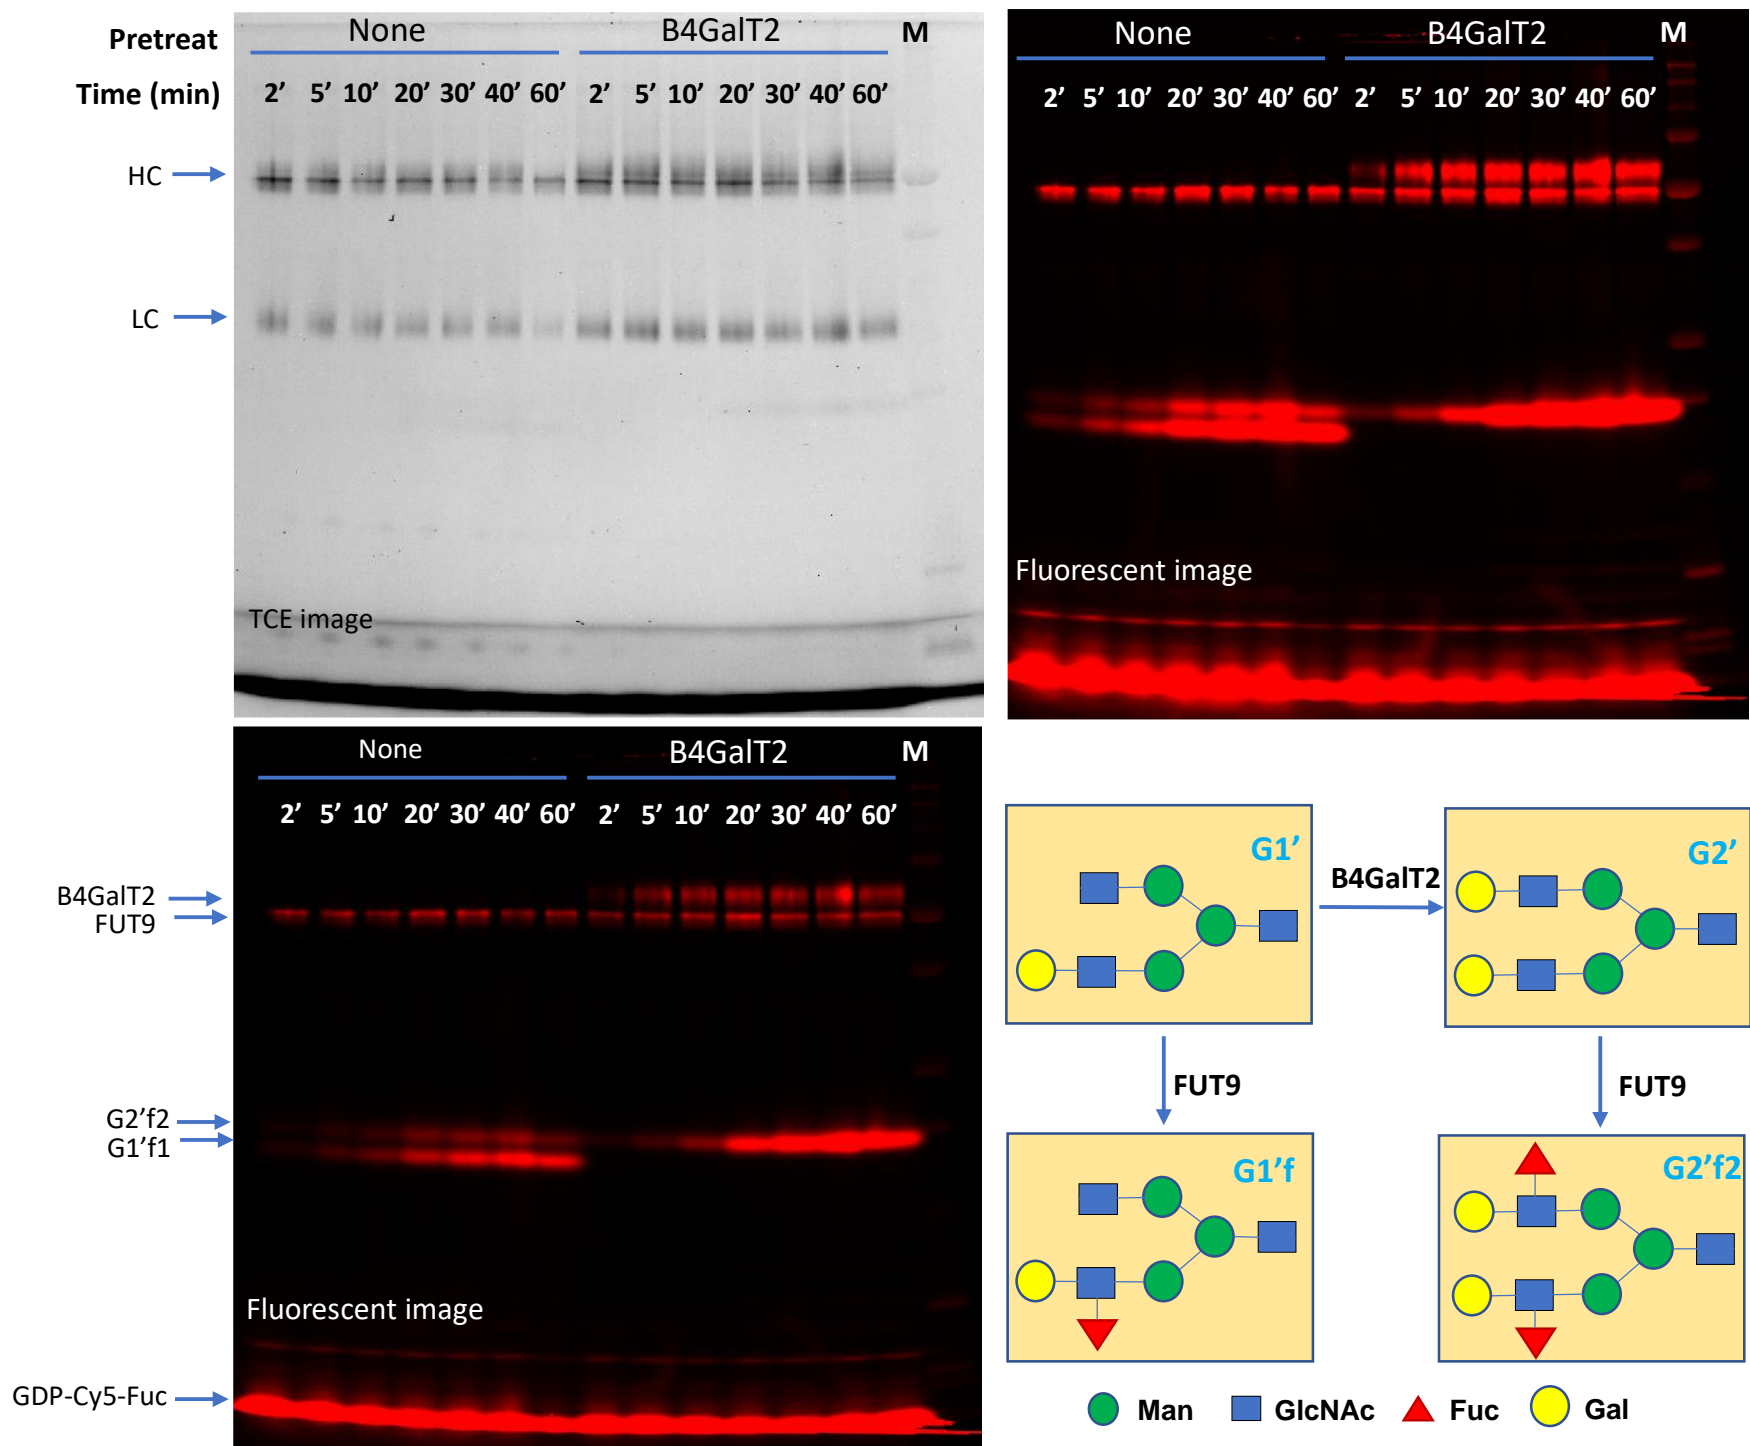 Pretreat None B4GalT2 M
Time (min) 2’ 5’ 10’ 20’ 30’ 40’ 60’ 2’ 5’ 10’ 20’ 30’ 40’ 60’
HC
LC
TCE image
None B4GalT2 M
2’ 5’ 10’ 20’ 30’ 40’ 60’ 2’ 5’ 10’ 20’ 30’ 40’ 60’
Fluorescent image
None B4GalT2 M
2’ 5’ 10’ 20’ 30’ 40’ 60’ 2’ 5’ 10’ 20’ 30’ 40’ 60’
B4GalT2
FUT9
G2’f2
G1’f1
Fluorescent image
GDP-Cy5-Fuc
G1’
B4GalT2
G2’
FUT9
FUT9
G1’f
G2’f2
Man GlcNAc Fuc Gal